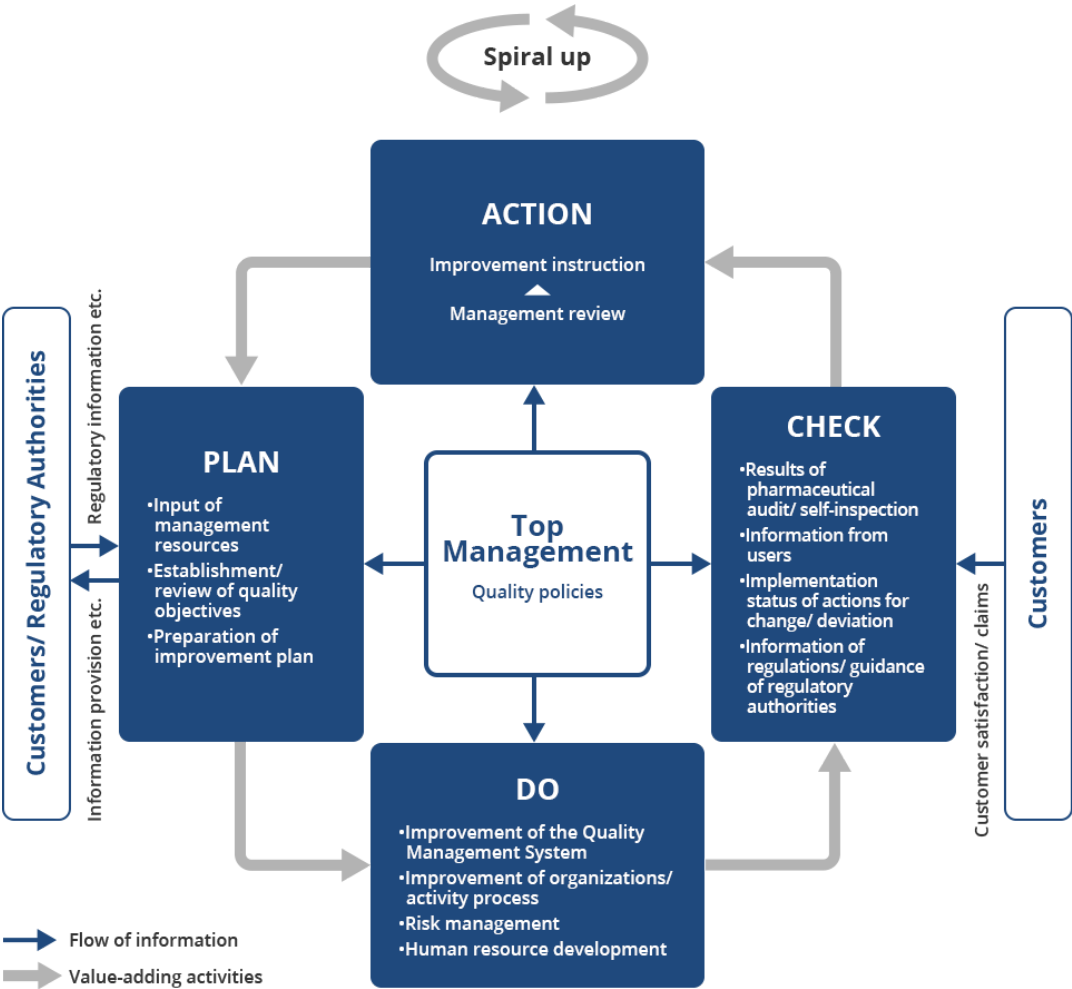 Spiral up
ACTION
Improvement instruction
Management review
Customers/ Regulatory Authorities
Regulatory information etc.
Information provision etc.
PLAN
•Input of
management
resources
•Establishment/
review of quality
objectives
•Preparation of
improvement plan
Top
Management
Quality policies
CHECK
•Results of
pharmaceutical
audit/ self-inspection
•Information from
users
•Implementation
status of actions for
change/ deviation
•Information of
regulations/ guidance
of regulatory
authorities
Customer satisfaction/ claims
Customers
DO
•Improvement of the Quality
Management System
•Improvement of organizations/
activity process
•Risk management
•Human resource development
Flow of information
Value-adding activities